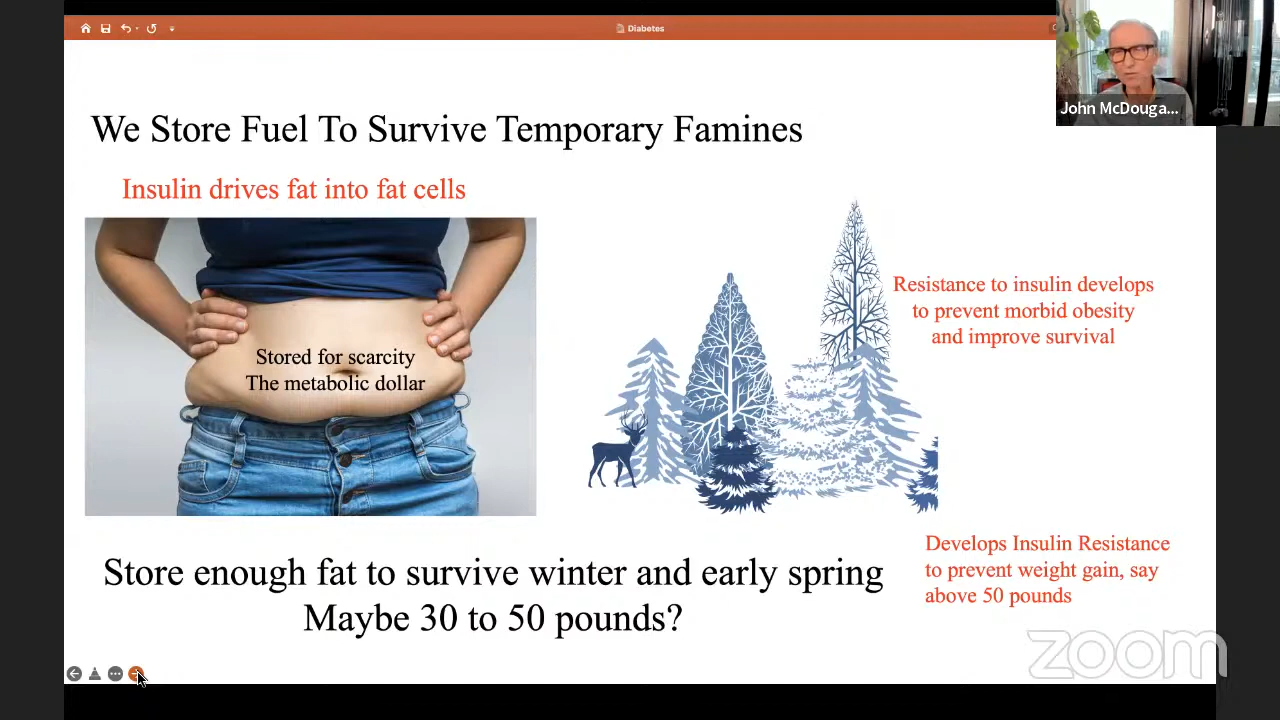 Diabetes
John McDouga...
We Store Fuel To Survive Temporary Famines
Insulin drives fat into fat cells
Stored for scarcity
The metabolic dollar
Resistance to insulin develops
to prevent morbid obesity
and improve survival
Store enough fat to survive winter and early spring
Maybe 30 to 50 pounds?
Develops Insulin Resistance
to prevent weight gain, say
above 50 pounds
zoom